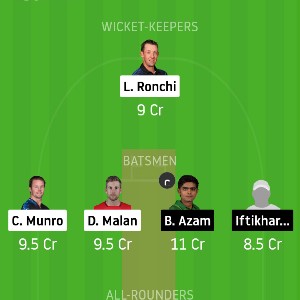 WICKET-KEEPERS
L. Ronchi
9 Cr
BATSMEN
C. Munro D. Malan B. Azam Iftikhar...
9.5 Cr 9.5 Cr 11 Cr 8.5 Cr
ALL-ROUNDERS